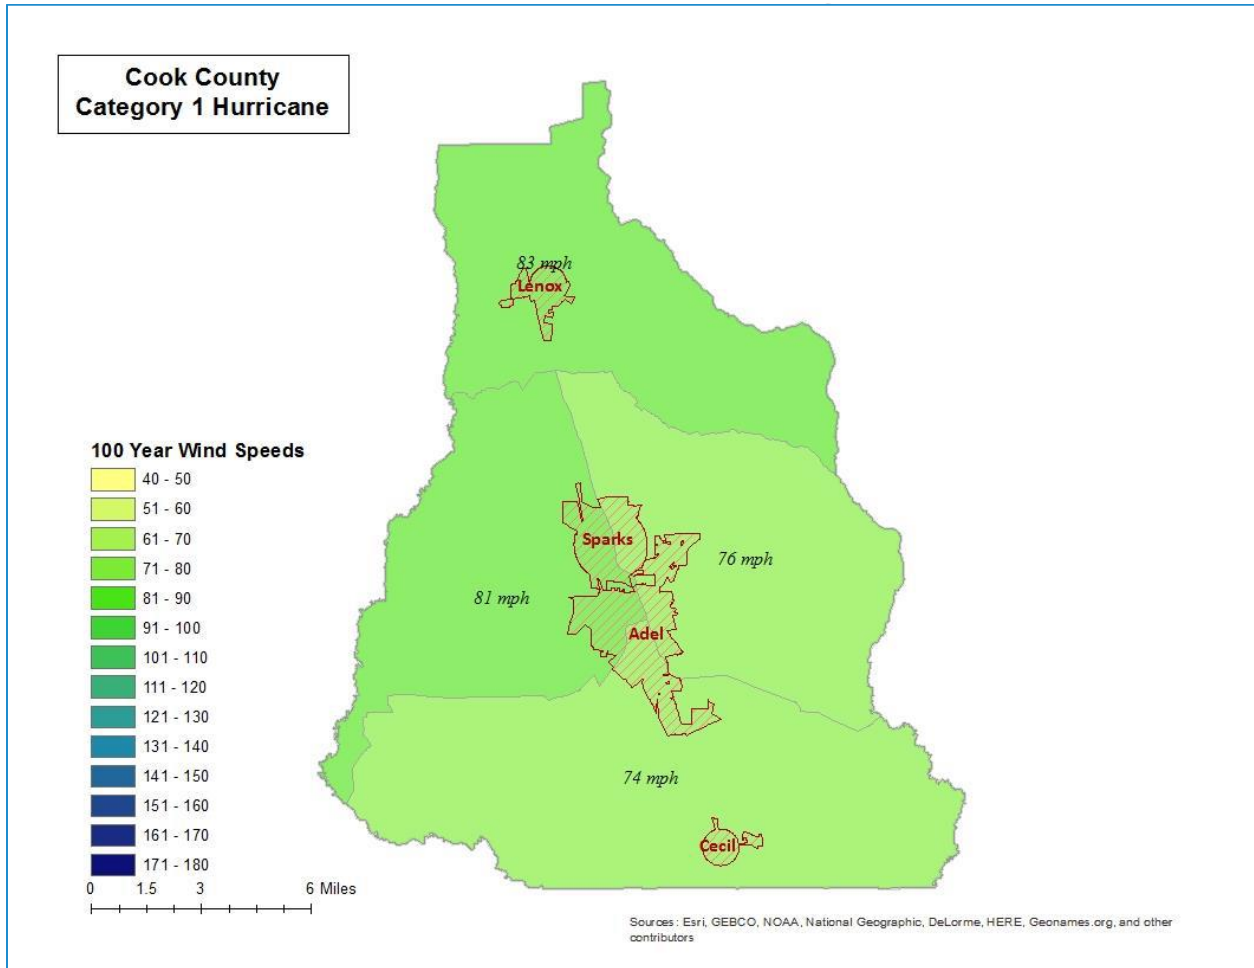 Cook County
Category 1 Hurricane
83 mph
Lenox
100 Year Wind Speeds
40 - 50
51 - 60
61 - 70
71 - 80
81 - 90
91 - 100
101 - 110
111 - 120
121 - 130
131 - 140
141 - 150
151 - 160
161 - 170
171 - 180
Sparks
76 mph
81 mph
Adel
74 mph
Cecil
0 1.5 3 6 Miles
Sources: Esri, GEBCO, NOAA, National Geographic, DeLorme, HERE, Geonames.org, and other
contributors